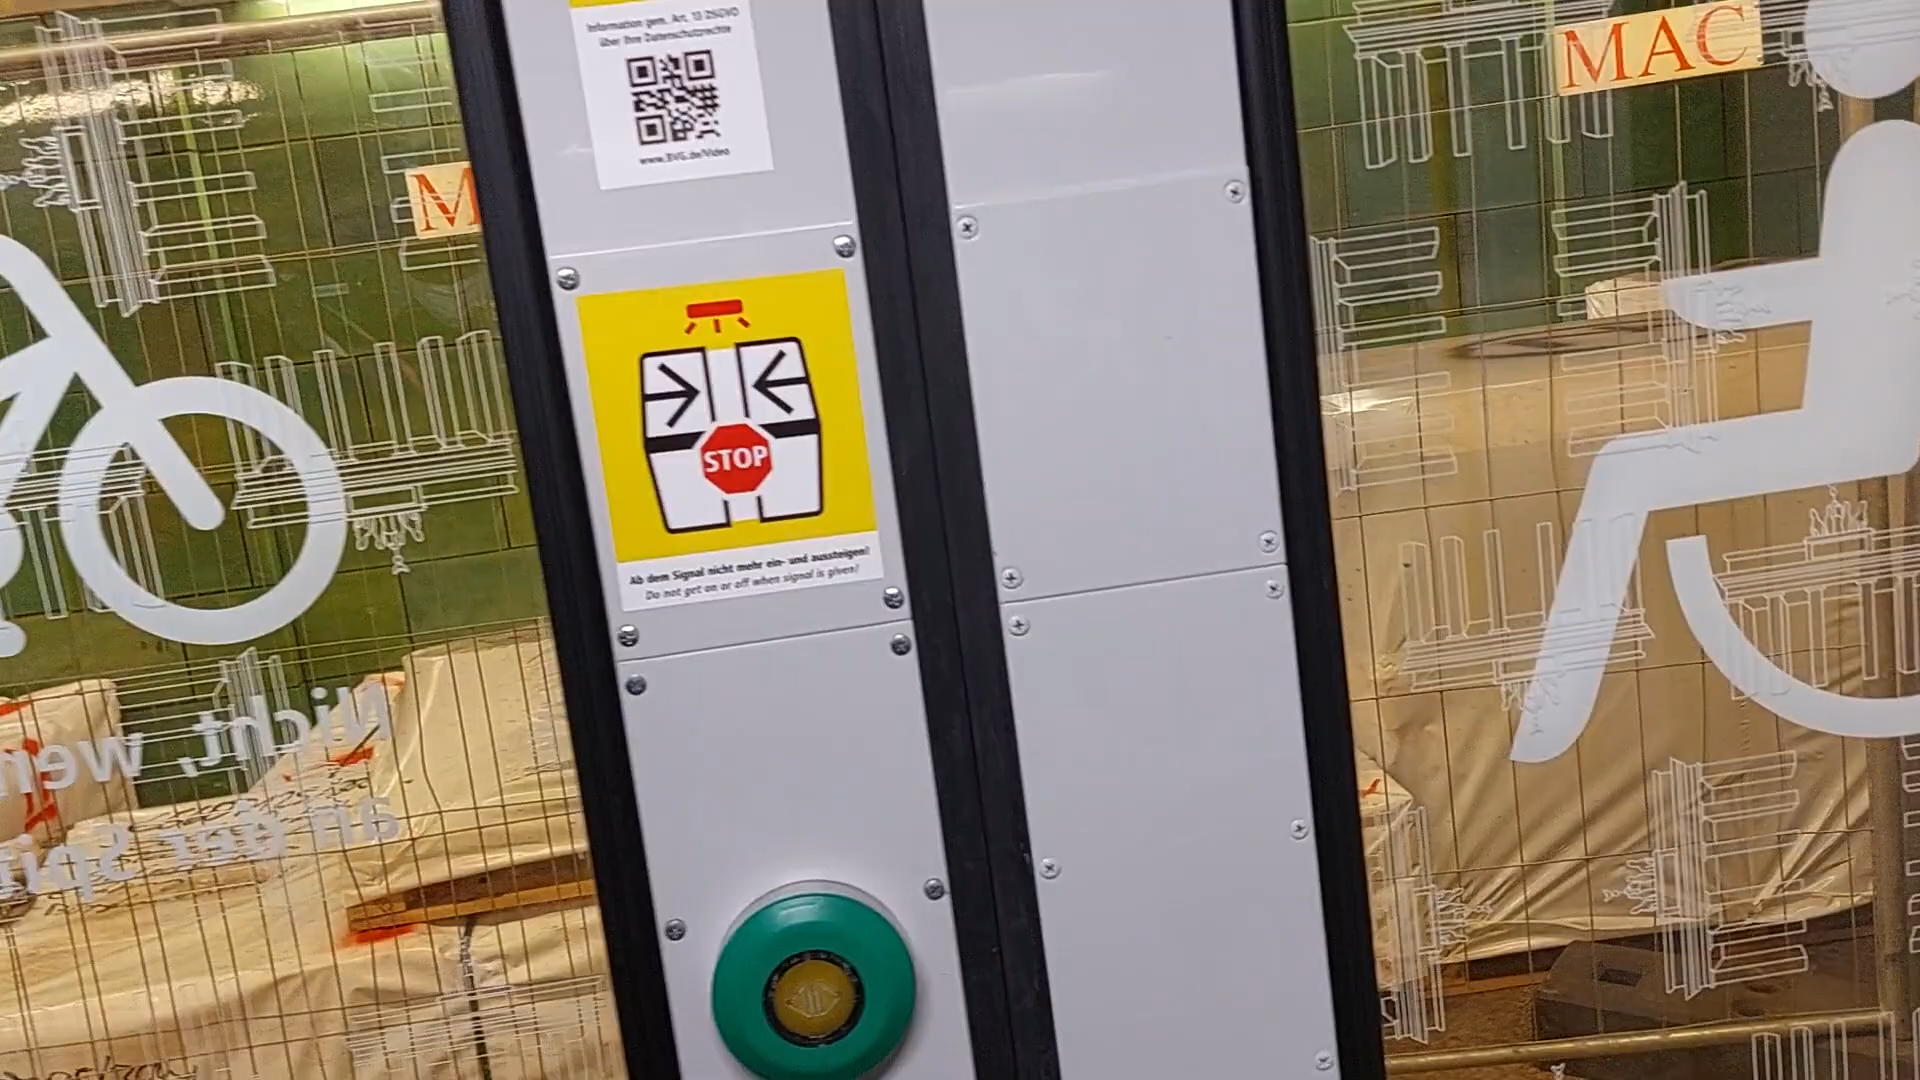 Information gem. Art. 13 DSGVO
über Ihre Datenschutzrechte
www.BVG.de/Video
MAC
M
STOP
Ab dem Signal nicht mehr ein- und aussteigen!
Do not get on or off when signal is given!
Nicht, wen
an der Spit